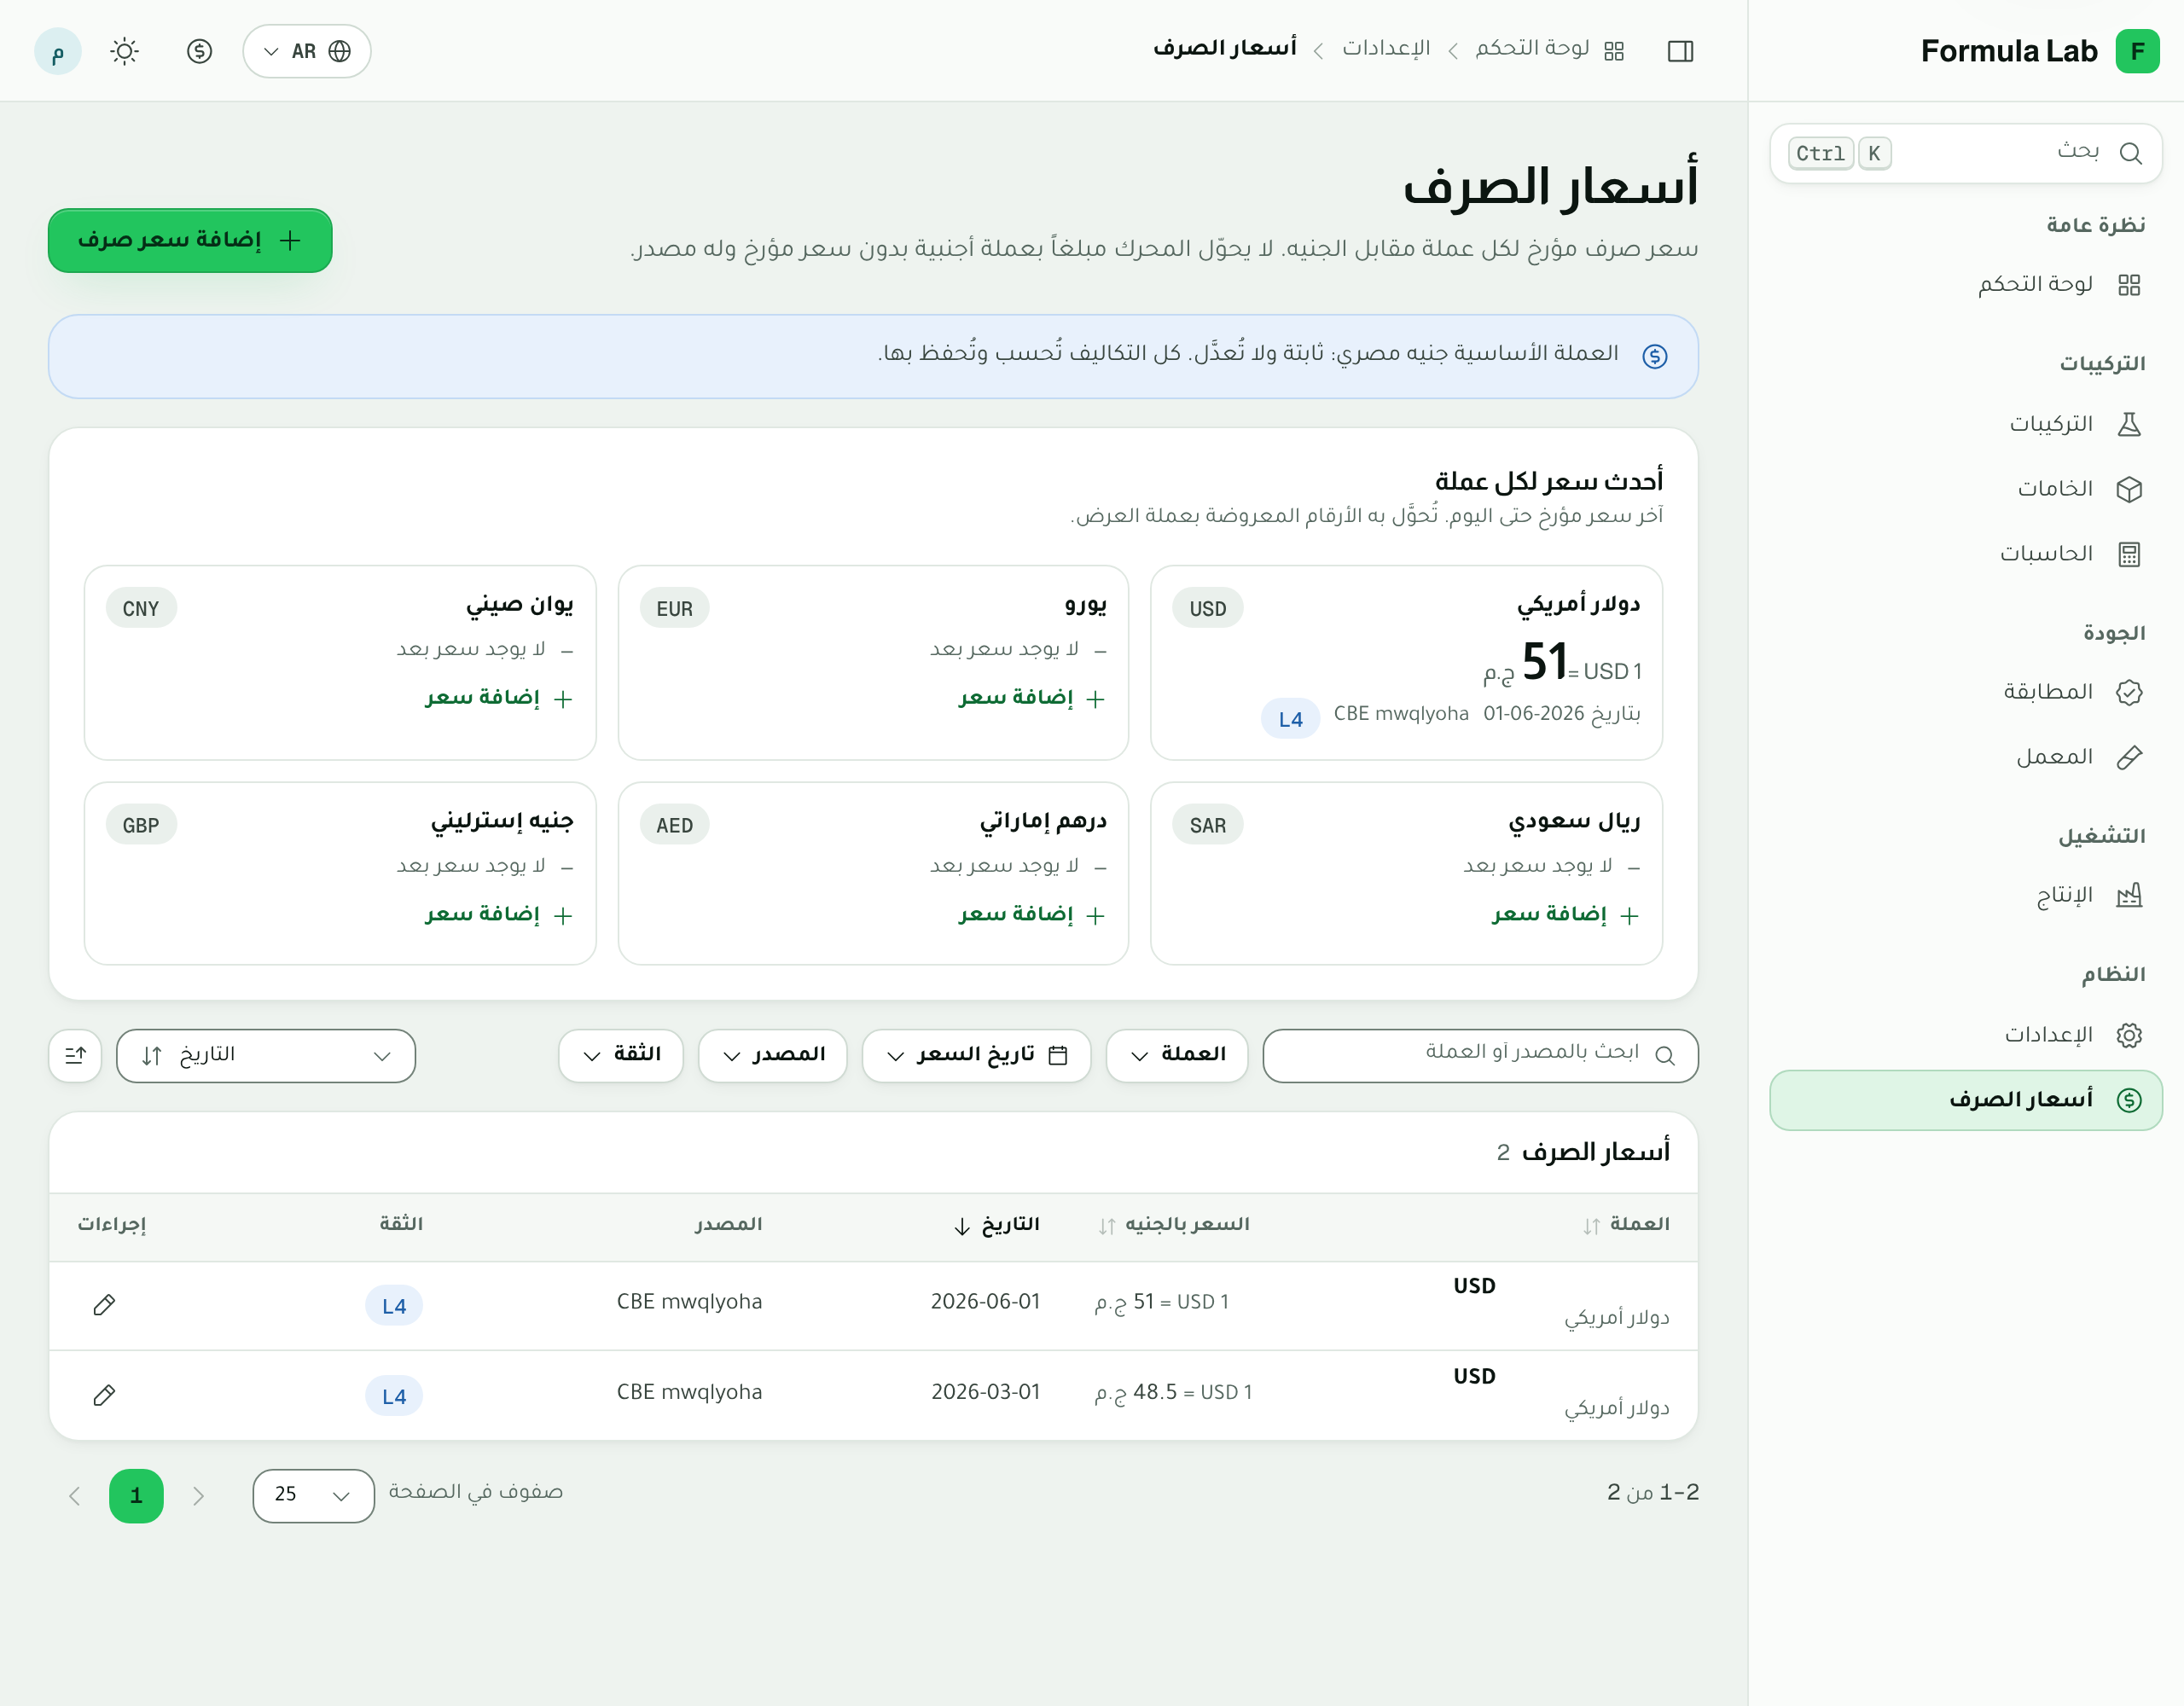 Formula Lab
F
بحث
Ctrl K
نظرة عامة
لوحة التحكم
التركيبات
التركيبات
الخامات
الحاسبات
الجودة
المطابقة
المعمل
التشغيل
الإنتاج
النظام
الإعدادات
أسعار الصرف
لوحة التحكم
الإعدادات
أسعار الصرف
AR
م
أسعار الصرف
سعر صرف مؤرخ لكل عملة مقابل الجنيه. لا يحوّل المحرك مبلغاً بعملة أجنبية بدون سعر مؤرخ وله مصدر.
إضافة سعر صرف
العملة الأساسية جنيه مصري: ثابتة ولا تُعدَّل. كل التكاليف تُحسب وتُحفظ بها.
أحدث سعر لكل عملة
آخر سعر مؤرخ حتى اليوم. تُحوَّل به الأرقام المعروضة بعملة العرض.
دولار أمريكي
USD
1 USD = 51 ج.م
بتاريخ 2026-06-01 CBE mwqlyoha L4
يورو
EUR
– لا يوجد سعر بعد
إضافة سعر
يوان صيني
CNY
– لا يوجد سعر بعد
إضافة سعر
ريال سعودي
SAR
– لا يوجد سعر بعد
إضافة سعر
درهم إماراتي
AED
– لا يوجد سعر بعد
إضافة سعر
جنيه إسترليني
GBP
– لا يوجد سعر بعد
إضافة سعر
ابحث بالمصدر أو العملة
العملة
تاريخ السعر
المصدر
الثقة
التاريخ
أسعار الصرف 2
العملة السعر بالجنيه التاريخ المصدر الثقة إجراءات
USD
دولار أمريكي
1 USD = 51 ج.م
2026-06-01
CBE mwqlyoha
L4
USD
دولار أمريكي
1 USD = 48.5 ج.م
2026-03-01
CBE mwqlyoha
L4
1–2 من 2
صفوف في الصفحة
25
1